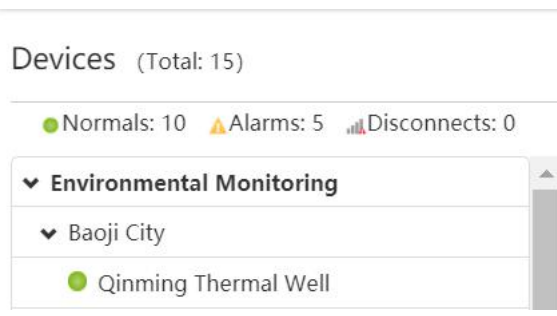 Devices (Total: 15)
Normals: 10 Alarms: 5 Disconnects: 0
Environmental Monitoring
Baoji City
Qinming Thermal Well